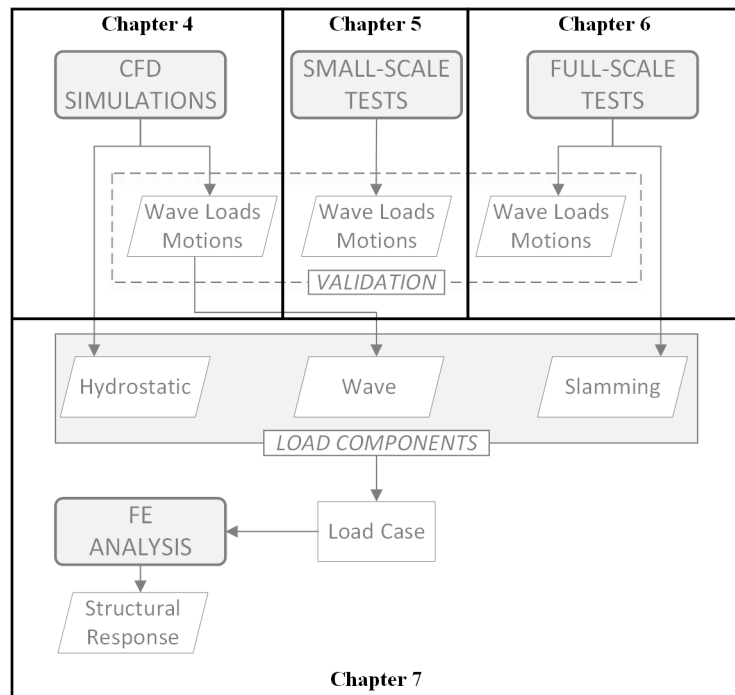 Chapter 4
Chapter 5
Chapter 6
CFD
SIMULATIONS
SMALL-SCALE
TESTS
FULL-SCALE
TESTS
Wave Loads
Motions
Wave Loads
Motions
Wave Loads
Motions
VALIDATION
Hydrostatic
Wave
Slamming
LOAD COMPONENTS
FE
ANALYSIS
Load Case
Structural
Response
Chapter 7